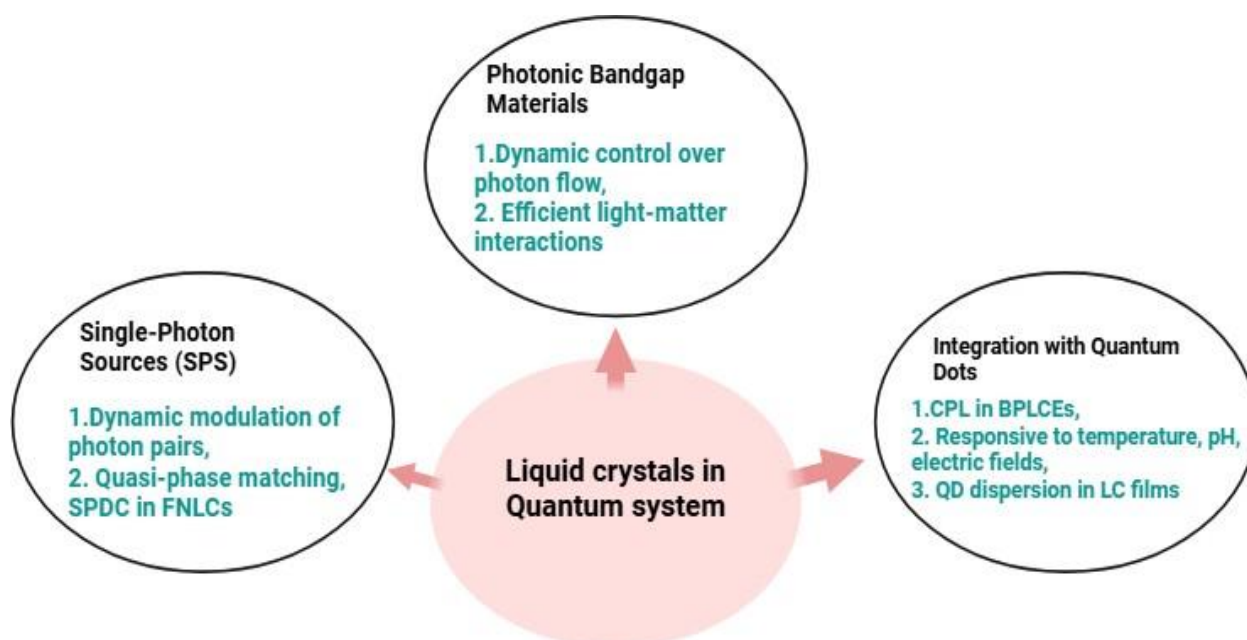 Photonic Bandgap
Materials
1.Dynamic control over
photon flow,
2. Efficient light-matter
interactions
Single-Photon
Sources (SPS)
1.Dynamic modulation of
photon pairs,
2. Quasi-phase matching,
SPDC in FNLCs
Liquid crystals in
Quantum system
Integration with Quantum
Dots
1.CPL in BPLCEs,
2. Responsive to temperature, pH,
electric fields,
3. QD dispersion in LC films